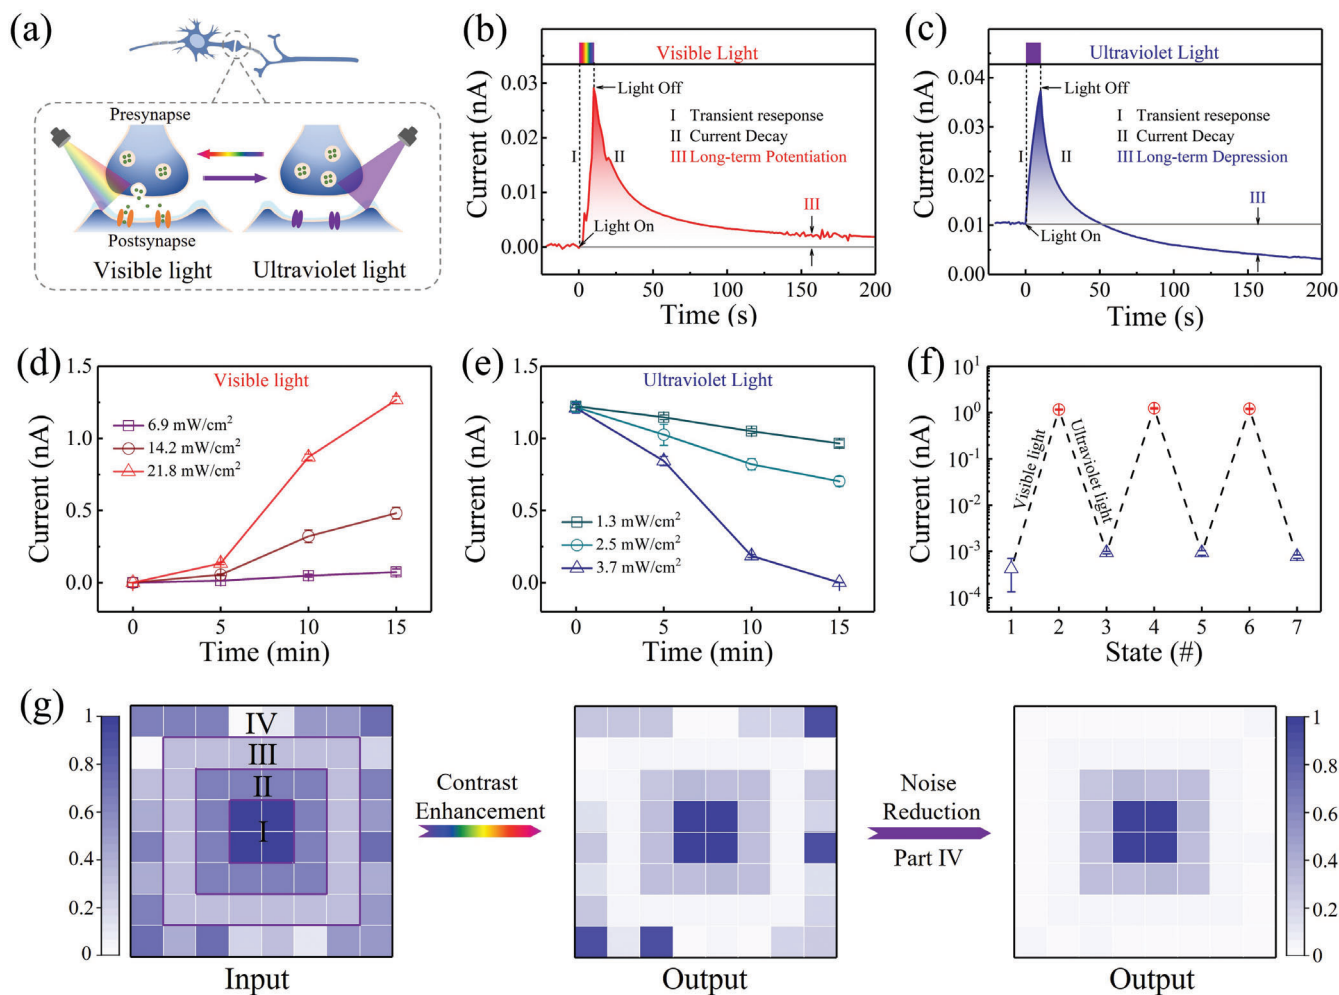 (a)
Presynapse
Postsynapse
Visible light
Ultraviolet light
(b)
Visible Light
Light Off
I Transient reseponse
II Current Decay
III Long-term Potentiation
I
II
III
Light On
0.03
0.02
0.01
0.00
Current (nA)
0 50 100 150 200
Time (s)
(c)
Ultraviolet Light
Light Off
I Transient response
II Current Decay
III Long-term Depression
I
II
III
Light On
0.04
0.03
0.02
0.01
0.00
Current (nA)
0 50 100 150 200
Time (s)
(d)
Visible light
6.9 mW/cm²
14.2 mW/cm²
21.8 mW/cm²
1.5
1.0
0.5
0.0
Current (nA)
0 5 10 15
Time (min)
(e)
Ultraviolet Light
1.3 mW/cm²
2.5 mW/cm²
3.7 mW/cm²
1.5
1.0
0.5
0.0
Current (nA)
0 5 10 15
Time (min)
(f)
10¹
10⁰
10⁻¹
10⁻²
10⁻³
10⁻⁴
Current (nA)
Visible light
Ultraviolet light
1 2 3 4 5 6 7
State (#)
(g)
1
0.8
0.6
0.4
0.2
0
IV
III
II
I
Input
Contrast
Enhancement
Output
Noise
Reduction
Part IV
Output
1
0.8
0.6
0.4
0.2
0